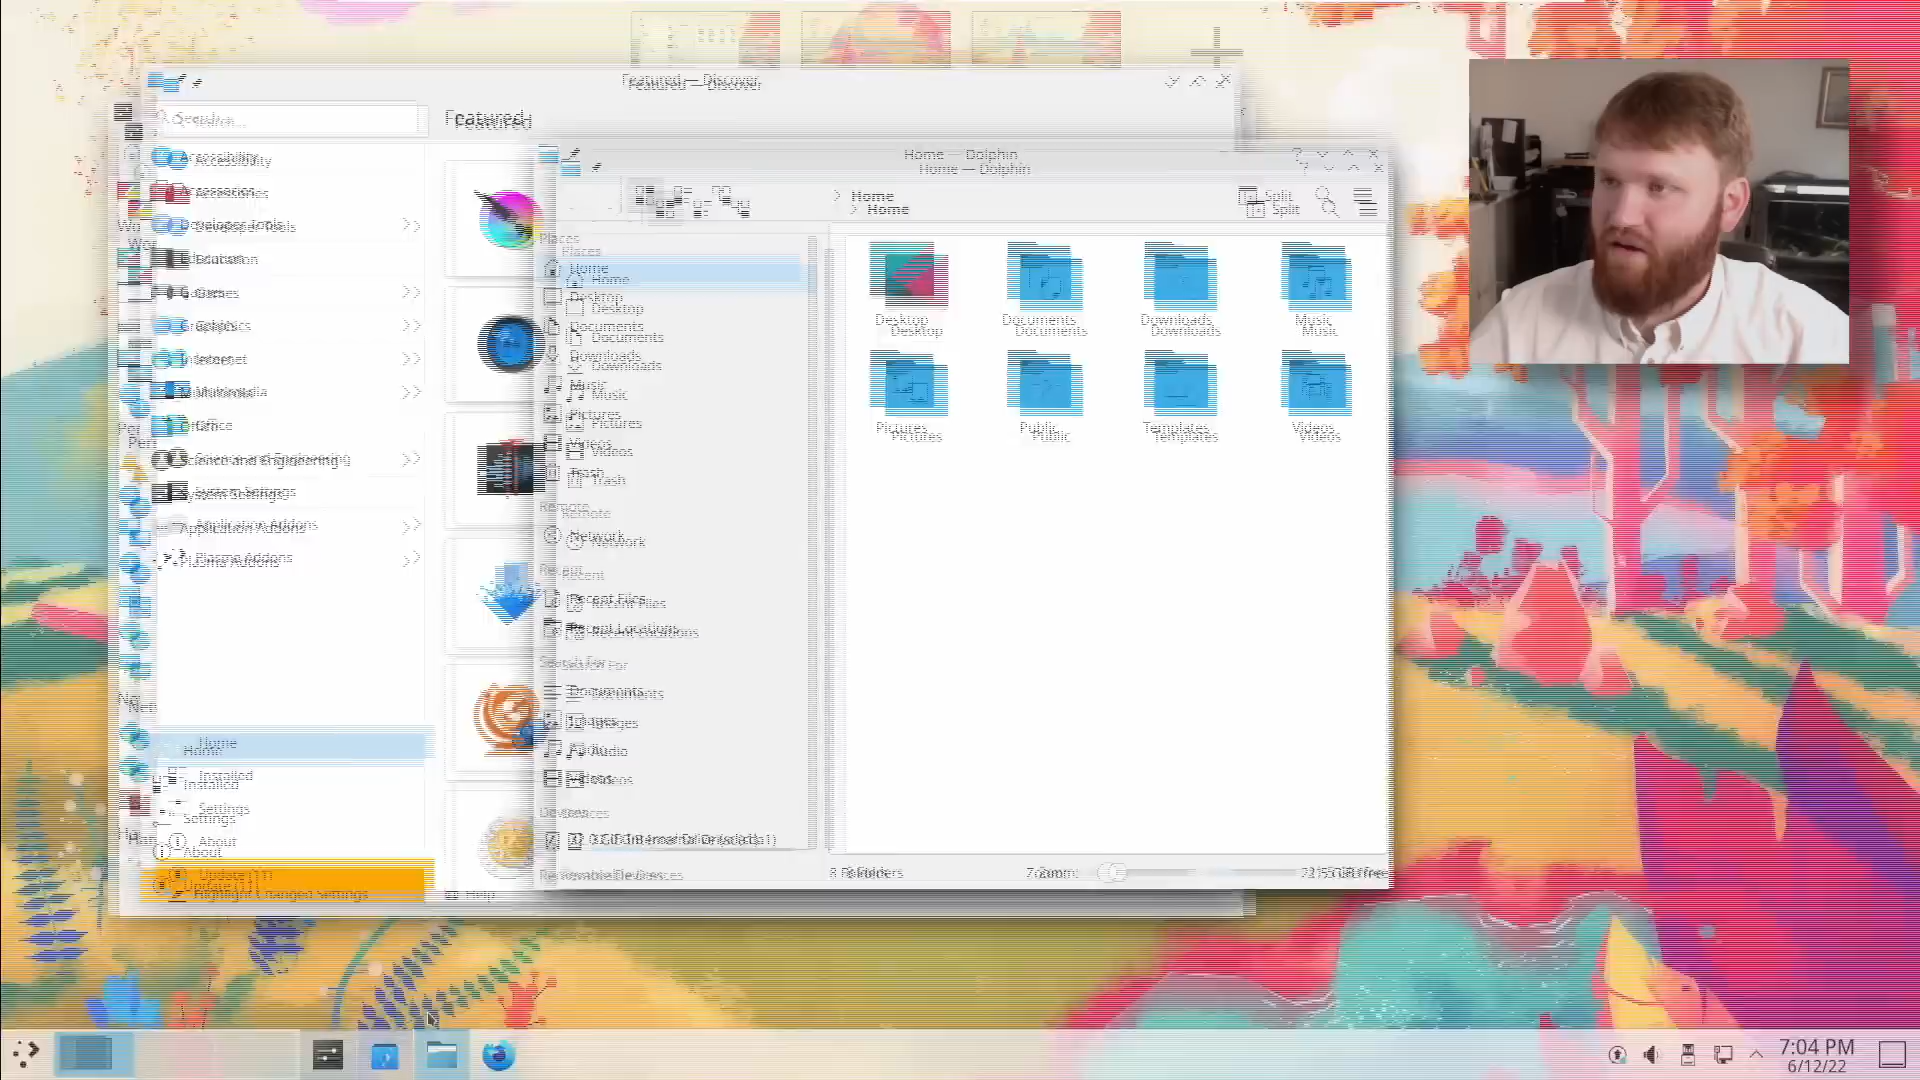 Featured — Discover
Search...
Featured
Accessibility
Accessories
Developer Tools
Education
Games
Graphics
Internet
Multimedia
Office
Science and Engineering
System Settings
Application Addons
Plasma Addons
Home
Installed
Settings
About
Update (11)
Highlight Changed Settings
Help
Home — Dolphin
Home
Split
Places
Home
Desktop
Documents
Downloads
Music
Pictures
Videos
Trash
Remote
Network
Recent
Recent Files
Recent Locations
Search For
Documents
Images
Audio
Videos
Devices
Removable Devices
Desktop
Documents
Downloads
Music
Pictures
Public
Templates
Videos
8 Folders
Zoom:
7:04 PM
6/12/22